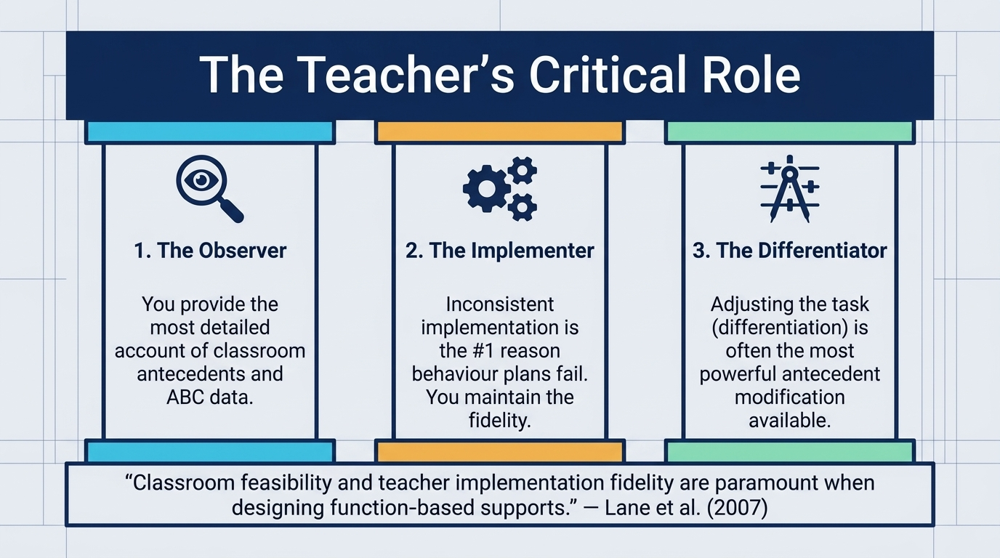 The Teacher’s Critical Role
1. The Observer
You provide the
most detailed
account of classroom
antecedents and
ABC data.
2. The Implementer
Inconsistent
implementation is
the #1 reason
behaviour plans fail.
You maintain the
fidelity.
3. The Differentiator
Adjusting the task
(differentiation) is
often the most
powerful antecedent
modification
available.
“Classroom feasibility and teacher implementation fidelity are paramount when
designing function-based supports.” — Lane et al. (2007)